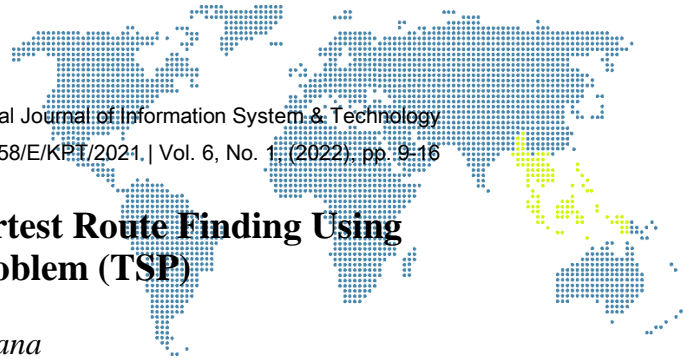 al Journal of Information System & Technology
58/E/KPT/2021 | Vol. 6, No. 1, (2022), pp. 9-16
rtest Route Finding Using
oblem (TSP)
ana